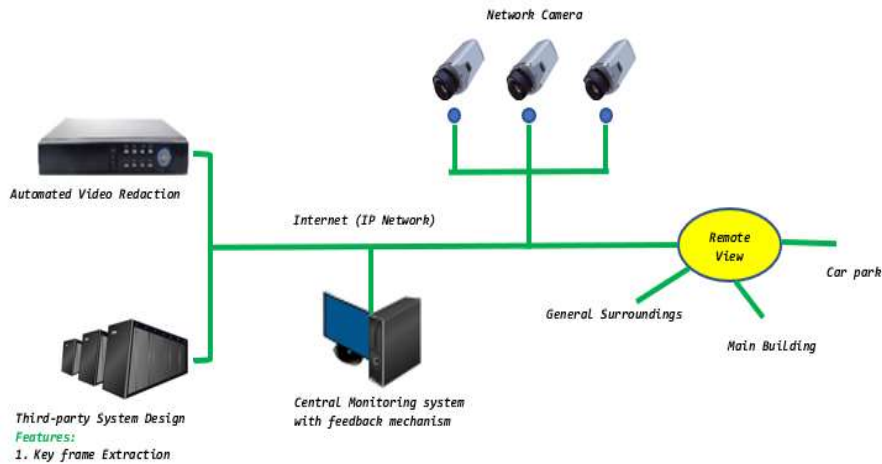 Network Camera
Automated Video Redaction
Internet (IP Network)
Remote
View
Car park
General Surroundings
Main Building
Central Monitoring system
with feedback mechanism
Third-party System Design
Features:
1. Key frame Extraction